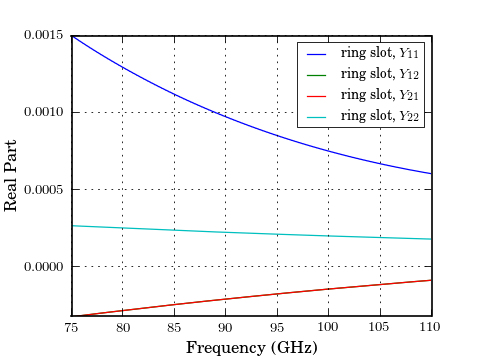 0.0015
0.0010
0.0005
0.0000
Real Part
ring slot, Y11
ring slot, Y12
ring slot, Y21
ring slot, Y22
75 80 85 90 95 100 105 110
Frequency (GHz)